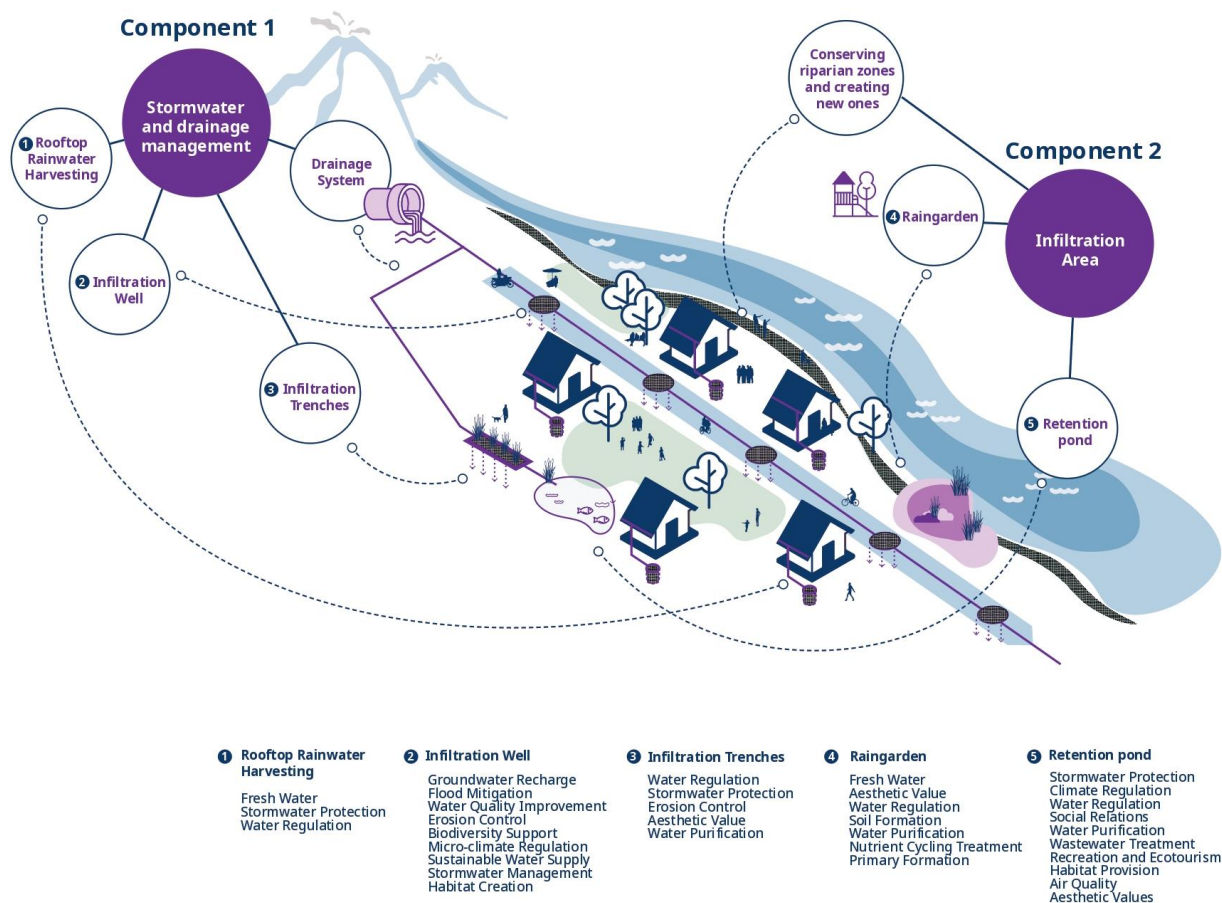 Component 1
Stormwater
and drainage
management
1 Rooftop
Rainwater
Harvesting
Drainage
System
2 Infiltration
Well
3 Infiltration
Trenches
Conserving
riparian zones
and creating
new ones
Component 2
4 Raingarden
Infiltration
Area
5 Retention
pond
1 Rooftop Rainwater
Harvesting
Fresh Water
Stormwater Protection
Water Regulation
2 Infiltration Well
Groundwater Recharge
Flood Mitigation
Water Quality Improvement
Erosion Control
Biodiversity Support
Micro-climate Regulation
Sustainable Water Supply
Stormwater Management
Habitat Creation
3 Infiltration Trenches
Water Regulation
Stormwater Protection
Erosion Control
Aesthetic Value
Water Purification
4 Raingarden
Fresh Water
Aesthetic Value
Water Regulation
Soil Formation
Water Purification
Nutrient Cycling Treatment
Primary Formation
5 Retention pond
Stormwater Protection
Climate Regulation
Water Regulation
Social Relations
Water Purification
Wastewater Treatment
Recreation and Ecotourism
Habitat Provision
Air Quality
Aesthetic Values